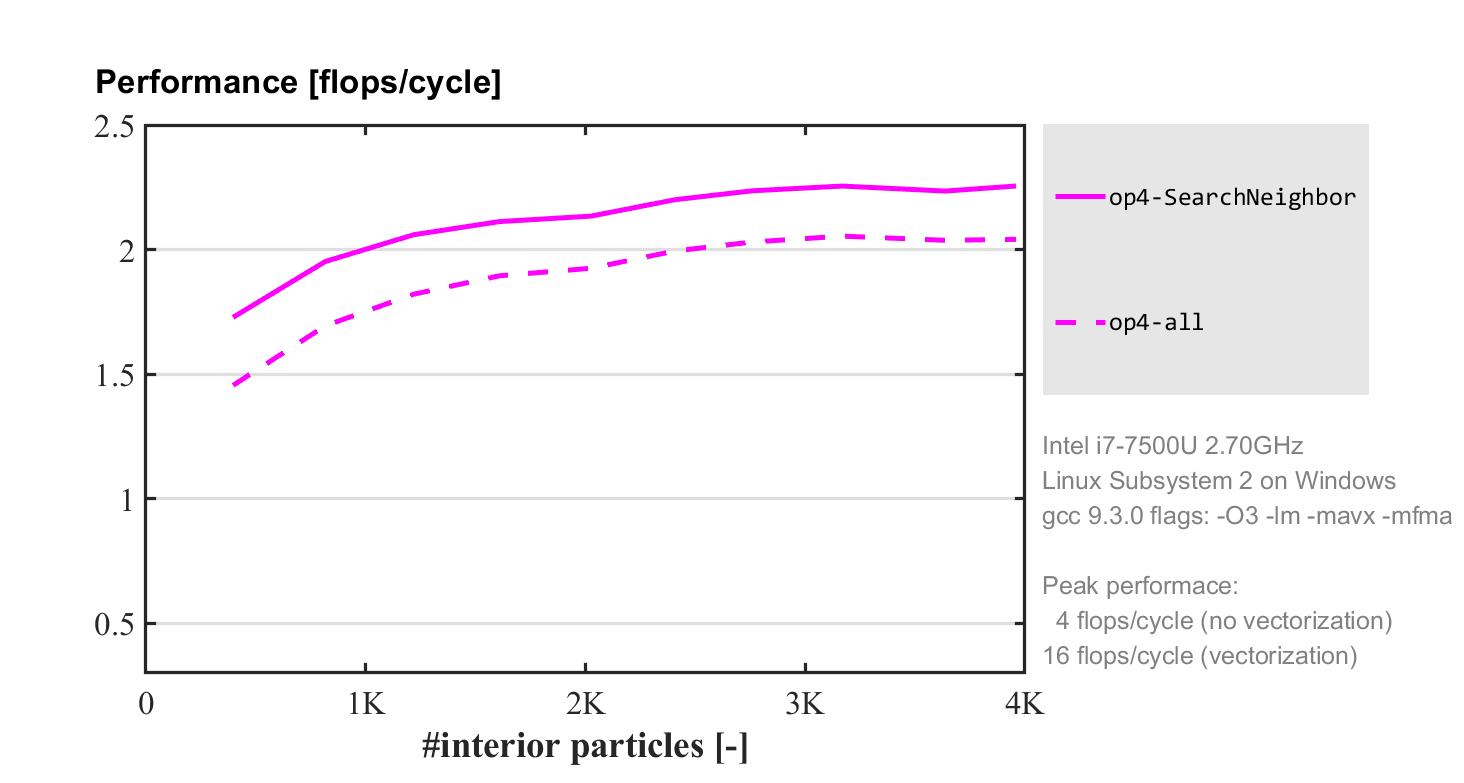 Performance [flops/cycle]
2.5
2
1.5
1
0.5
0
1K
2K
3K
4K
#interior particles [-]
op4-SearchNeighbor
op4-all
Intel i7-7500U 2.70GHz
Linux Subsystem 2 on Windows
gcc 9.3.0 flags: -O3 -lm -mavx -mfma
Peak performace:
4 flops/cycle (no vectorization)
16 flops/cycle (vectorization)